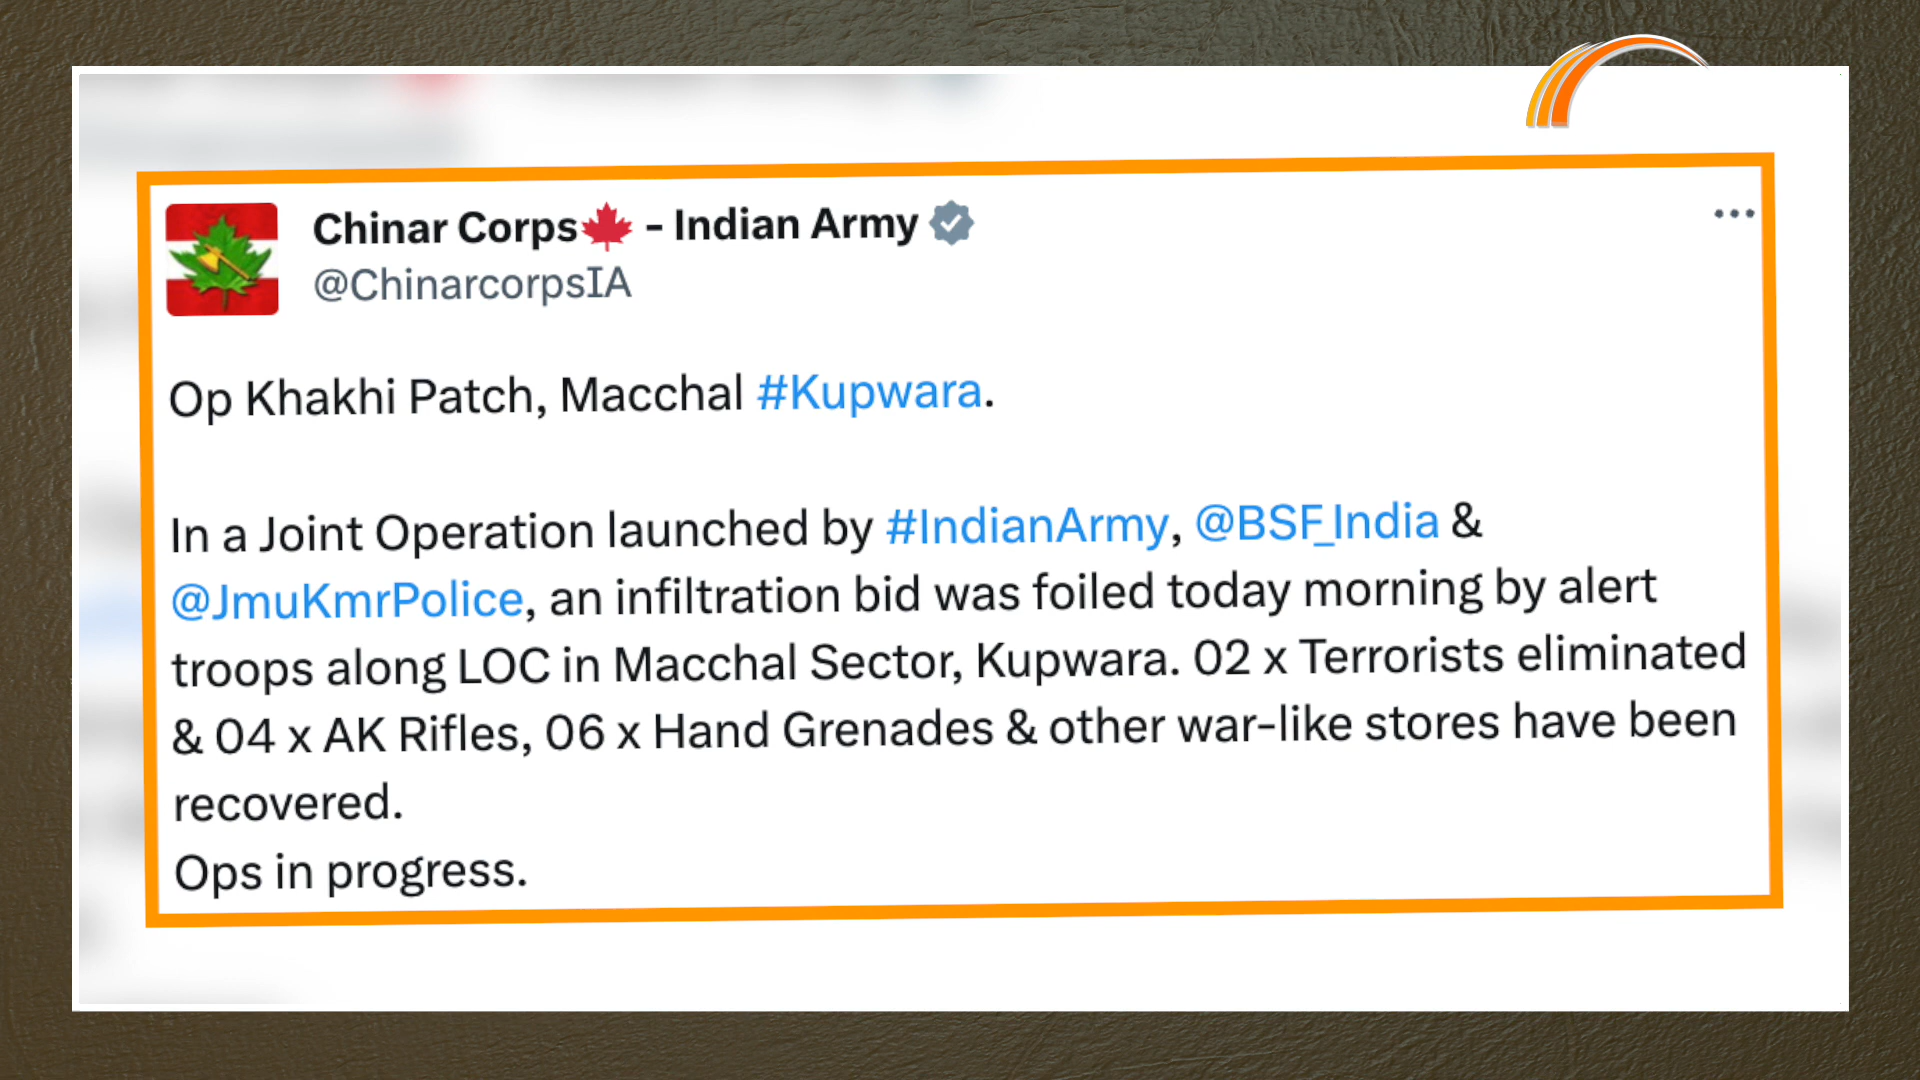 Chinar Corps🍁 - Indian Army
@ChinarcorpsIA
Op Khakhi Patch, Macchal #Kupwara.
In a Joint Operation launched by #IndianArmy, @BSF_India &
@JmuKmrPolice, an infiltration bid was foiled today morning by alert
troops along LOC in Macchal Sector, Kupwara. 02 x Terrorists eliminated
& 04 x AK Rifles, 06 x Hand Grenades & other war-like stores have been
recovered.
Ops in progress.